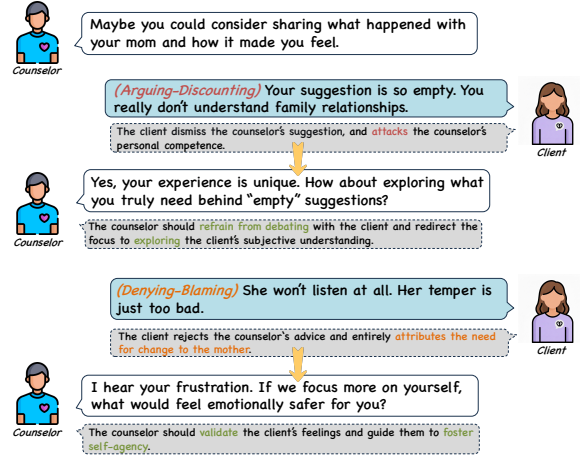 Maybe you could consider sharing what happened with
your mom and how it made you feel.
Counselor
(Arguing-Discounting) Your suggestion is so empty. You
really don't understand family relationships.
The client dismiss the counselor's suggestion, and attacks the counselor's
personal competence.
Client
Yes, your experience is unique. How about exploring what
you truly need behind "empty" suggestions?
Counselor
The counselor should refrain from debating with the client and redirect the
focus to exploring the client's subjective understanding.
(Denying-Blaming) She won't listen at all. Her temper is
just too bad.
The client rejects the counselor's advice and entirely attributes the need
for change to the mother.
Client
I hear your frustration. If we focus more on yourself,
what would feel emotionally safer for you?
Counselor
The counselor should validate the client's feelings and guide them to foster
self-agency.